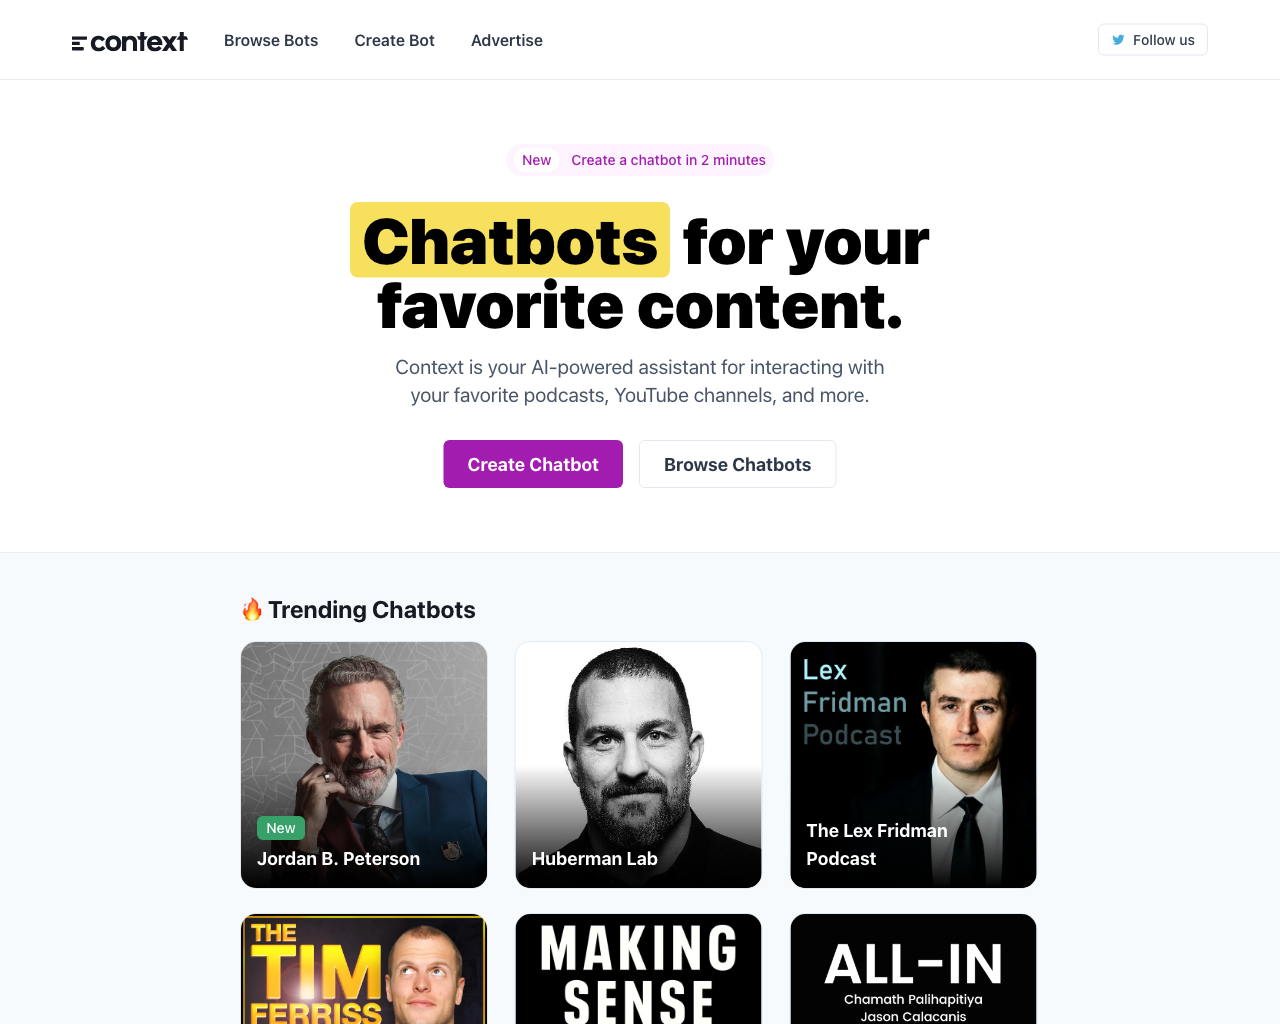 context
Browse Bots
Create Bot
Advertise
Follow us
New
Create a chatbot in 2 minutes
Chatbots for your
favorite content.
Context is your AI-powered assistant for interacting with
your favorite podcasts, YouTube channels, and more.
Create Chatbot
Browse Chatbots
Trending Chatbots
New
Jordan B. Peterson
Huberman Lab
Lex
Fridman
Podcast
The Lex Fridman
Podcast
THE
TIM
FERRISS
MAKING
SENSE
ALL-IN
Chamath Palihapitiya
Jason Calacanis